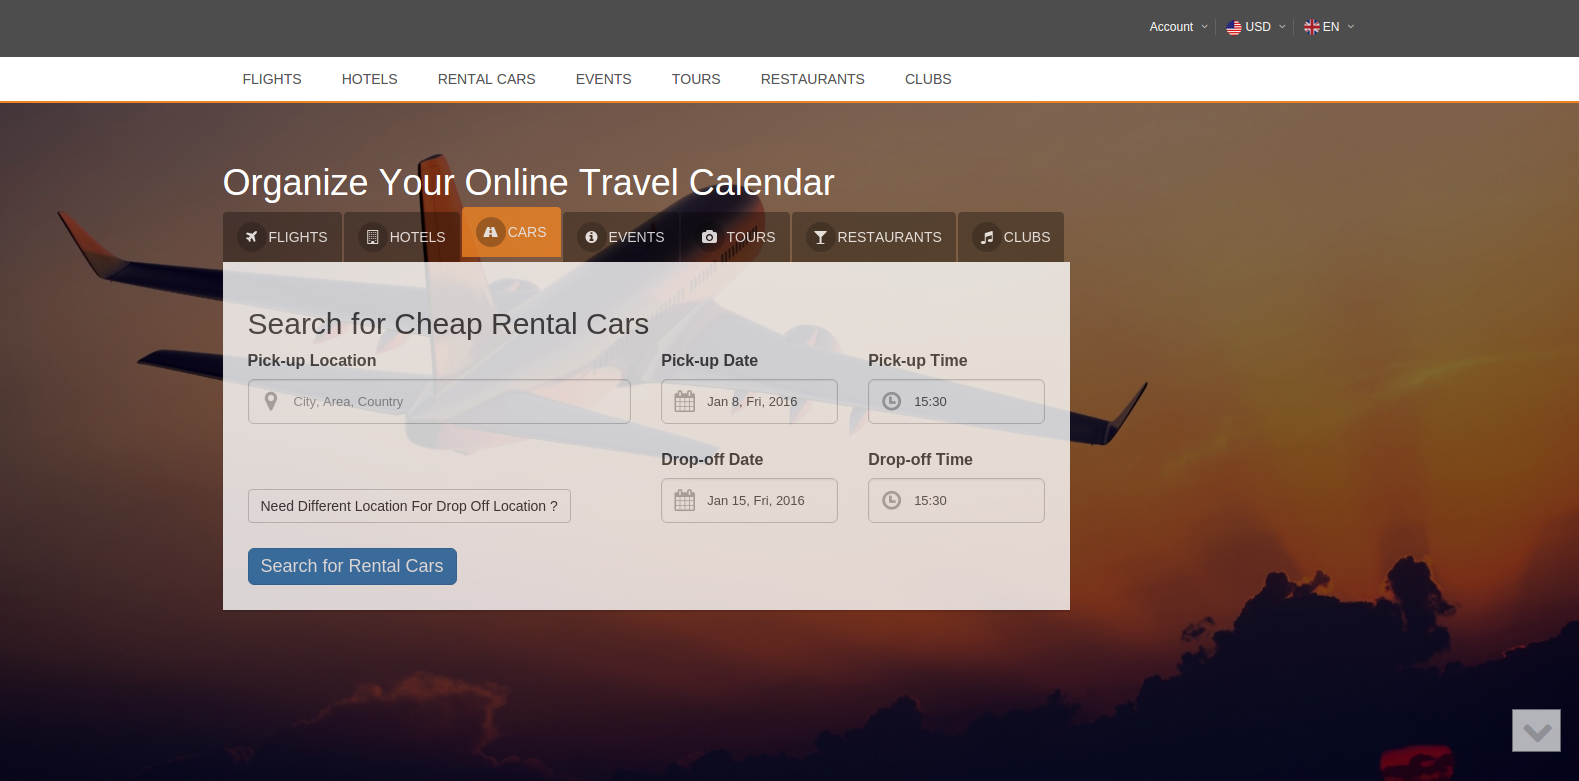 Account USD EN
FLIGHTS HOTELS RENTAL CARS EVENTS TOURS RESTAURANTS CLUBS
Organize Your Online Travel Calendar
FLIGHTS HOTELS CARS EVENTS TOURS RESTAURANTS CLUBS
Search for Cheap Rental Cars
Pick-up Location Pick-up Date Pick-up Time
City, Area, Country Jan 8, Fri, 2016 15:30
Drop-off Date Drop-off Time
Need Different Location For Drop Off Location ? Jan 15, Fri, 2016 15:30
Search for Rental Cars